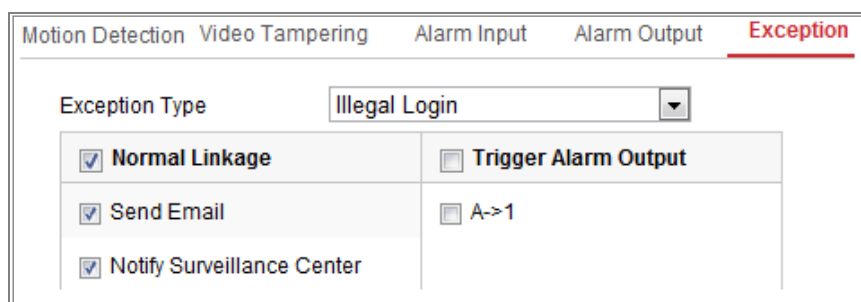 Motion Detection Video Tampering Alarm Input Alarm Output Exception
Exception Type Illegal Login
Normal Linkage Trigger Alarm Output
Send Email A->1
Notify Surveillance Center